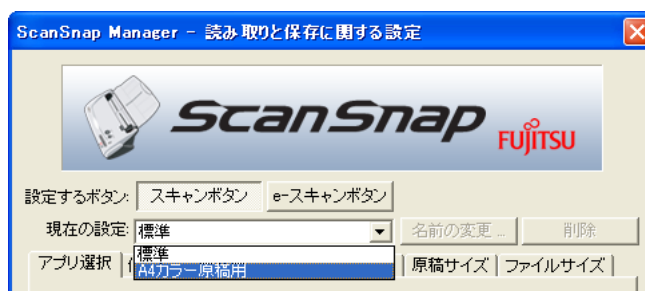 ScanSnap Manager - 読み取りと保存に関する設定
ScanSnap
FUJITSU
設定するボタン: スキャンボタン e-スキャンボタン
現在の設定: 標準 名前の変更 ... 削除
標準
A4カラー原稿用
アプリ選択 原稿サイズ ファイルサイズ